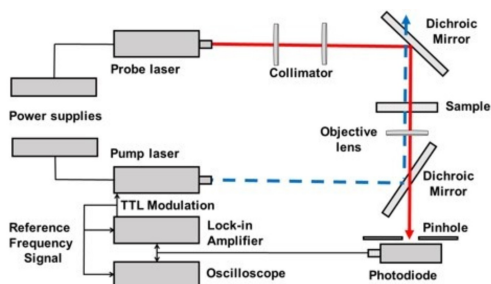 Dichroic
Mirror
Probe laser
Collimator
Power supplies
Sample
Objective
lens
Pump laser
Dichroic
Mirror
TTL Modulation
Reference
Frequency
Signal
Lock-in
Amplifier
Pinhole
Oscilloscope
Photodiode